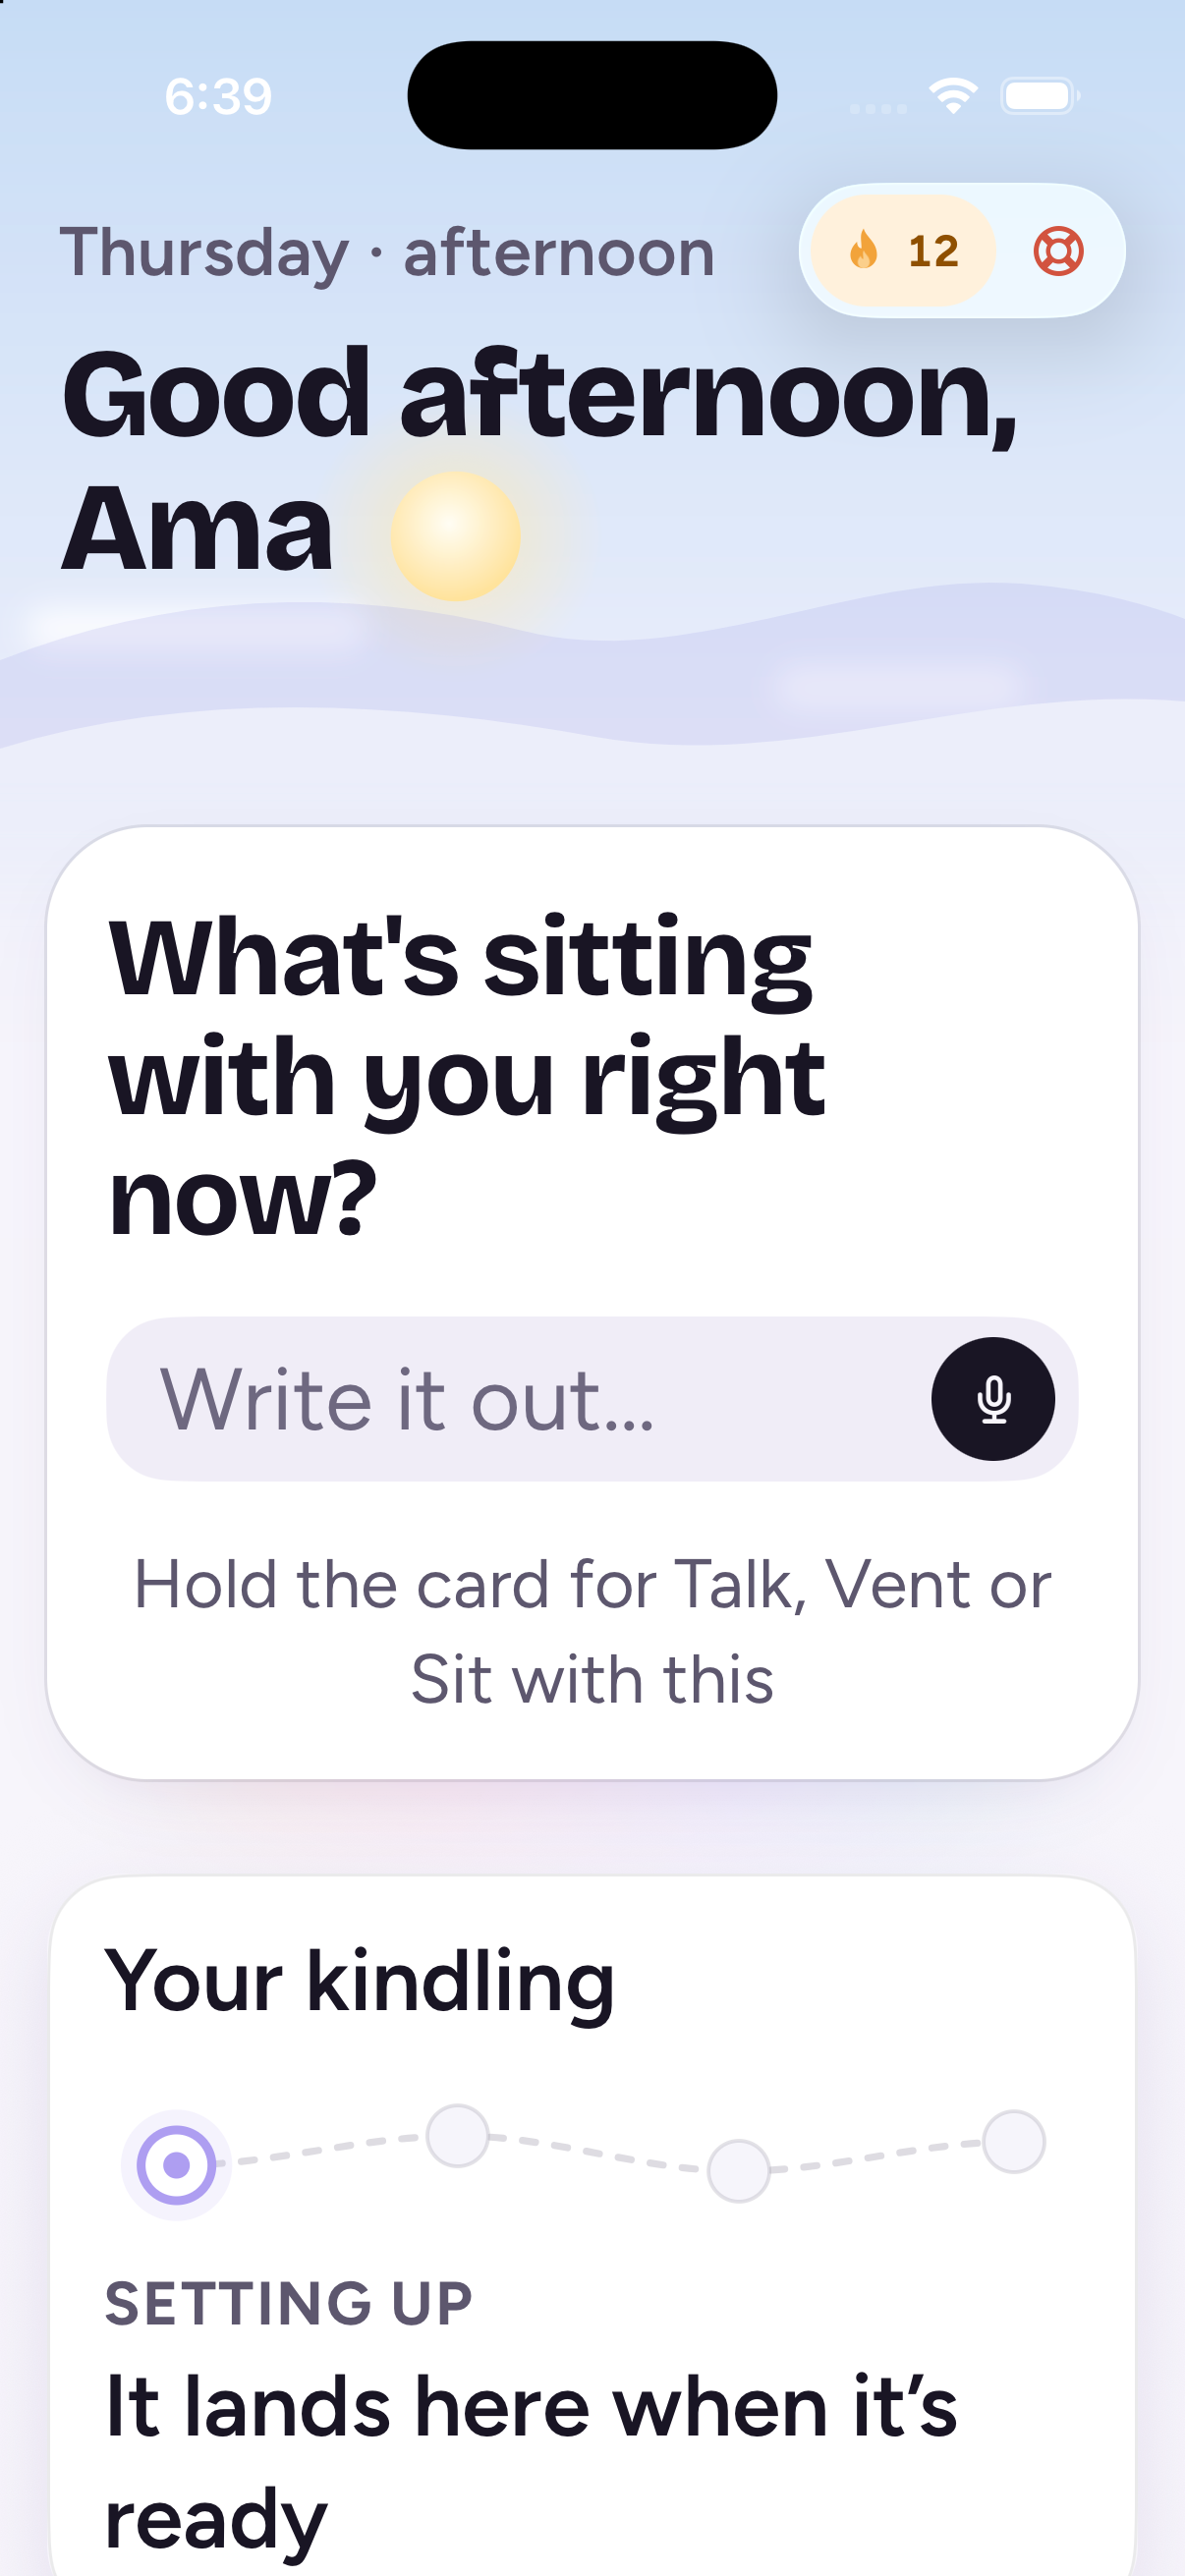 6:39
Thursday · afternoon
12
Good afternoon,
Ama
What's sitting
with you right
now?
Write it out...
Hold the card for Talk, Vent or
Sit with this
Your kindling
SETTING UP
It lands here when it’s
ready